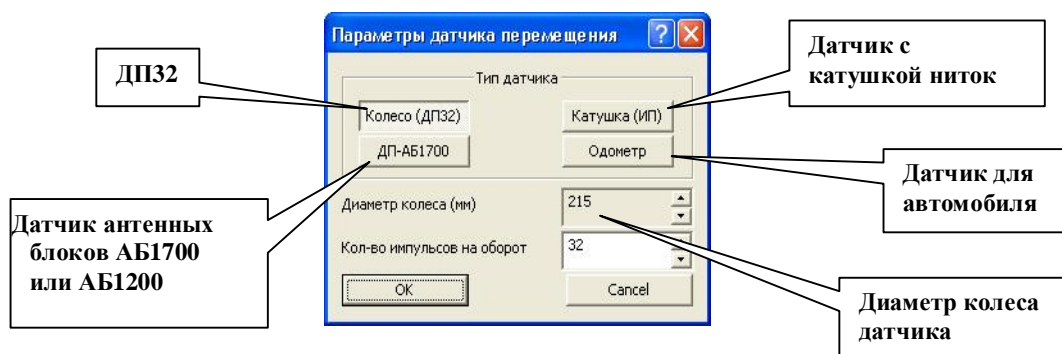 Параметры датчика перемещения
ДП32
Датчик с
катушкой ниток
Тип датчика
Колесо (ДП32)
Катушка (ИП)
ДП-АБ1700
Одометр
Датчик для
автомобиля
Датчик антенных
блоков АБ1700
или АБ1200
Диаметр колеса (мм)
215
Кол-во импульсов на оборот
32
OK
Cancel
Диаметр колеса
датчика